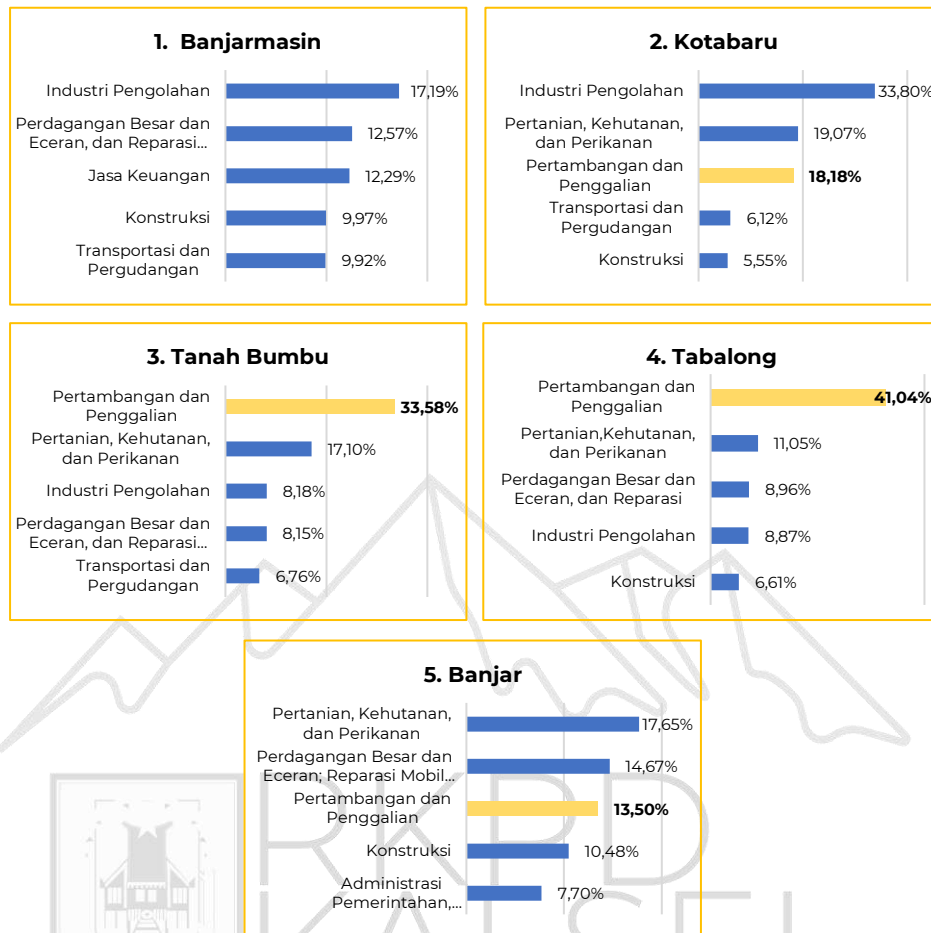 1. Banjarmasin
Industri Pengolahan
17,19%
Perdagangan Besar dan
Eceran, dan Reparasi...
12,57%
Jasa Keuangan
12,29%
Konstruksi
9,97%
Transportasi dan
Pergudangan
9,92%
2. Kotabaru
Industri Pengolahan
33,80%
Pertanian, Kehutanan,
dan Perikanan
19,07%
Pertambangan dan
Penggalian
18,18%
Transportasi dan
Pergudangan
6,12%
Konstruksi
5,55%
3. Tanah Bumbu
Pertambangan dan
Penggalian
33,58%
Pertanian, Kehutanan,
dan Perikanan
17,10%
Industri Pengolahan
8,18%
Perdagangan Besar dan
Eceran, dan Reparasi...
8,15%
Transportasi dan
Pergudangan
6,76%
4. Tabalong
Pertambangan dan
Penggalian
41,04%
Pertanian,Kehutanan,
dan Perikanan
11,05%
Perdagangan Besar dan
Eceran, dan Reparasi
8,96%
Industri Pengolahan
8,87%
Konstruksi
6,61%
5. Banjar
Pertanian, Kehutanan,
dan Perikanan
17,65%
Perdagangan Besar dan
Eceran; Reparasi Mobil...
14,67%
Pertambangan dan
Penggalian
13,50%
Konstruksi
10,48%
Administrasi
Pemerintahan,...
7,70%
RKPD
KALSEL